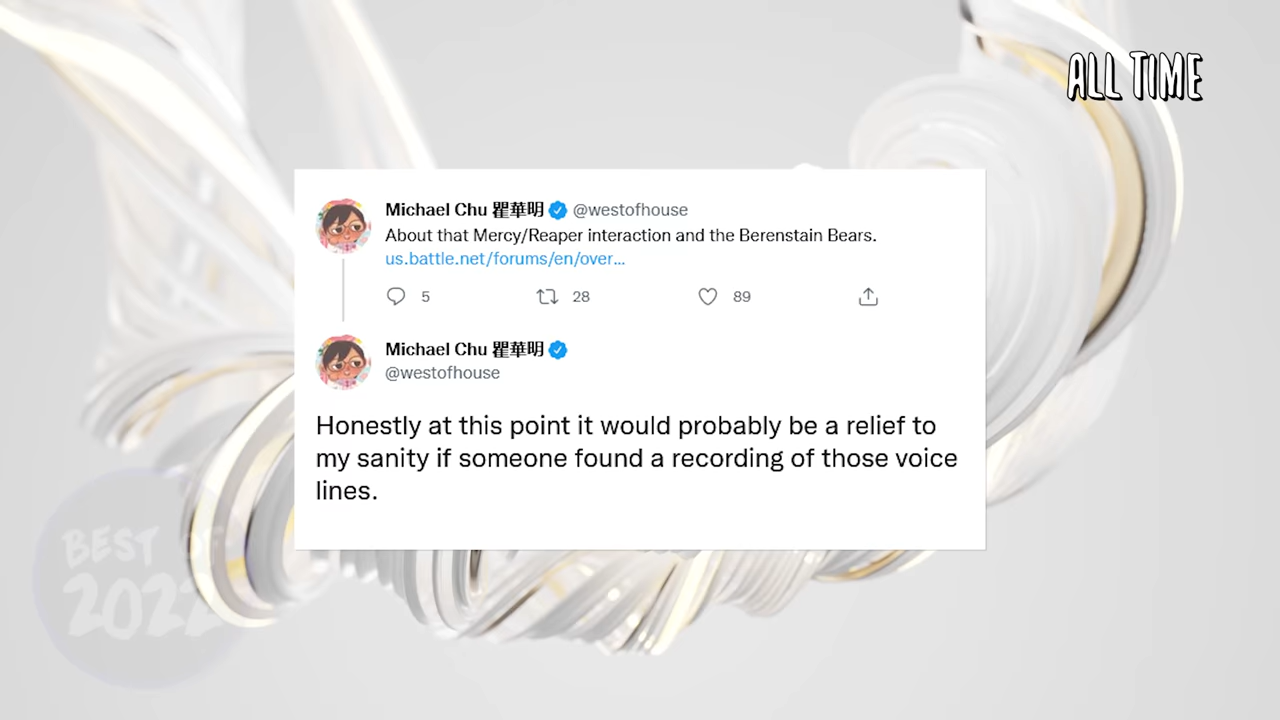 ALL TIME
Michael Chu 瞿華明 @westofhouse
About that Mercy/Reaper interaction and the Berenstain Bears.
us.battle.net/forums/en/over...
5 28 89
Michael Chu 瞿華明
@westofhouse
Honestly at this point it would probably be a relief to
my sanity if someone found a recording of those voice
lines.
BEST OF
2022